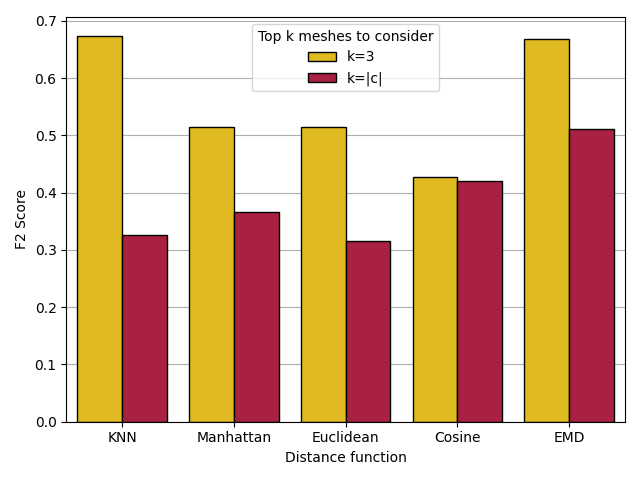 Top k meshes to consider
k=3
k=|c|
0.7
0.6
0.5
0.4
0.3
0.2
0.1
0.0
F2 Score
KNN Manhattan Euclidean Cosine EMD
Distance function